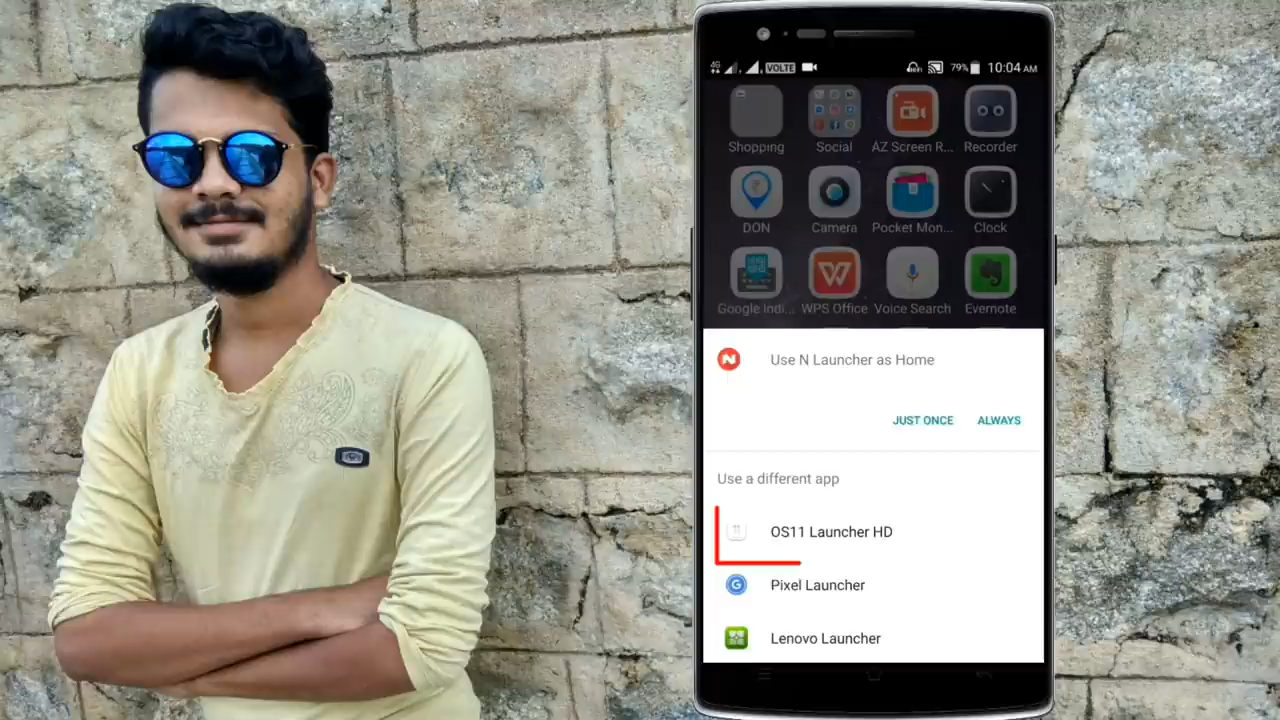 4G VOLTE 79% 10:04 AM
Shopping Social AZ Screen R... Recorder
DON Camera Pocket Mon... Clock
Google Indi... WPS Office Voice Search Evernote
N Use N Launcher as Home
JUST ONCE ALWAYS
Use a different app
11 OS11 Launcher HD
G Pixel Launcher
Lenovo Launcher